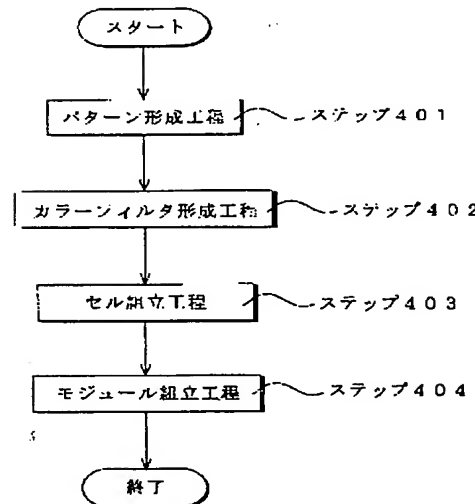 スタート
パターン形成工程 ステップ401
カラーフィルタ形成工程 ステップ402
セル組立工程 ステップ403
モジュール組立工程 ステップ404
終了